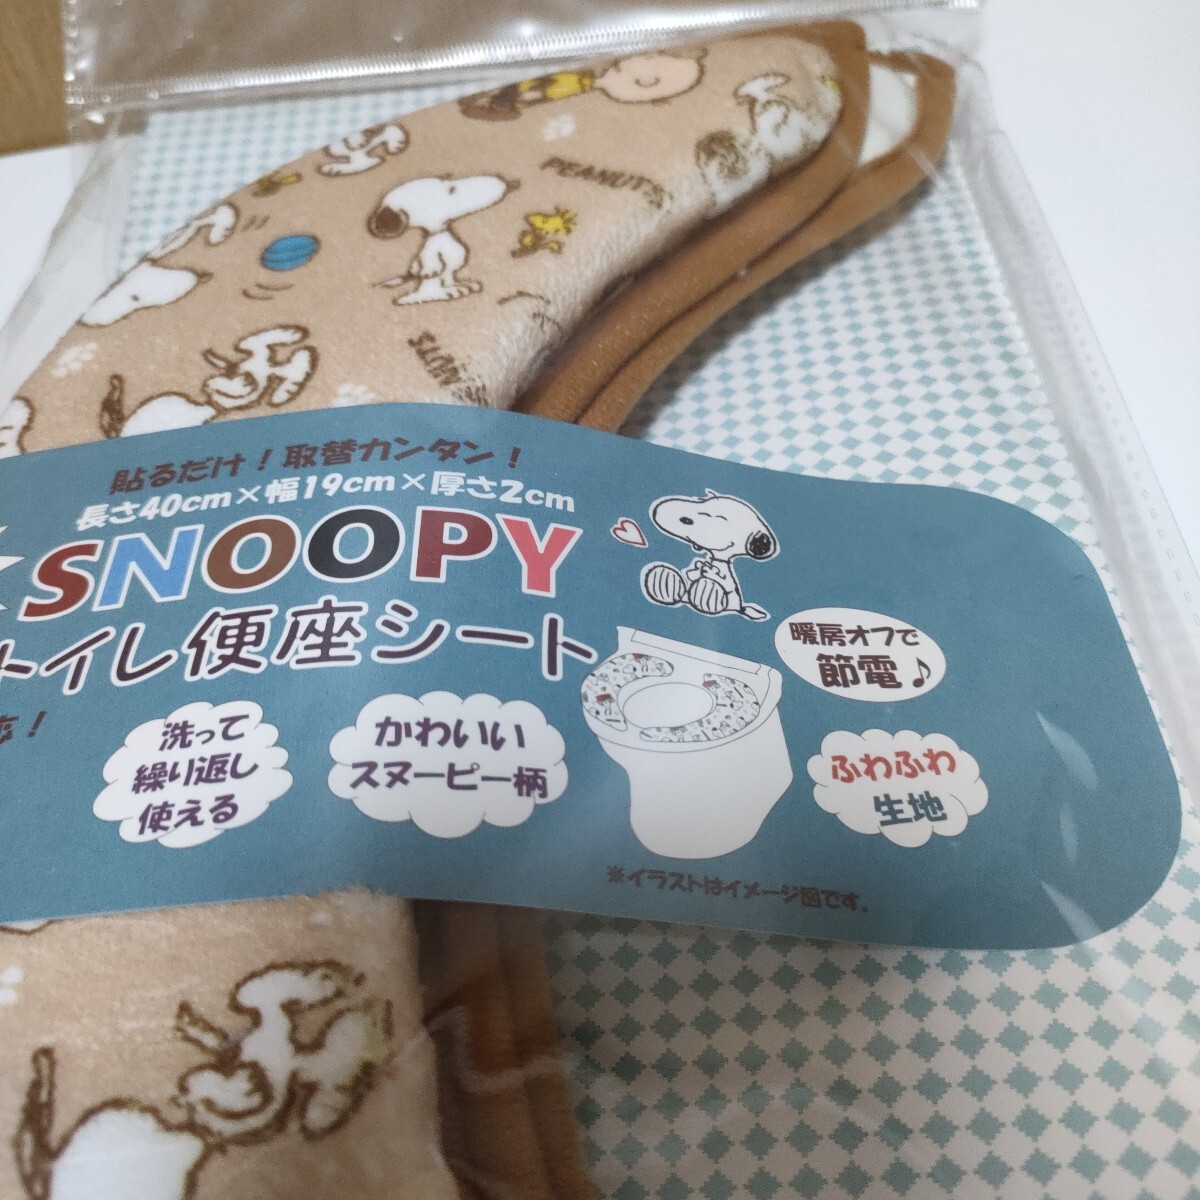 PEANUTS
貼るだけ！取替カンタン！
長さ40cm×幅19cm×厚さ2cm
SNOOPY
トイレ便座シート
洗って
繰り返し
使える
かわいい
スヌーピー柄
暖房オフで
節電♪
ふわふわ
生地
※イラストはイメージ図です。